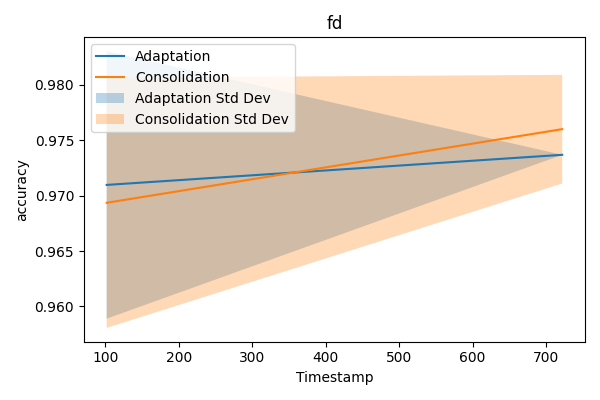 fd
Adaptation
Consolidation
Adaptation Std Dev
Consolidation Std Dev
accuracy
0.980
0.975
0.970
0.965
0.960
100 200 300 400 500 600 700
Timestamp